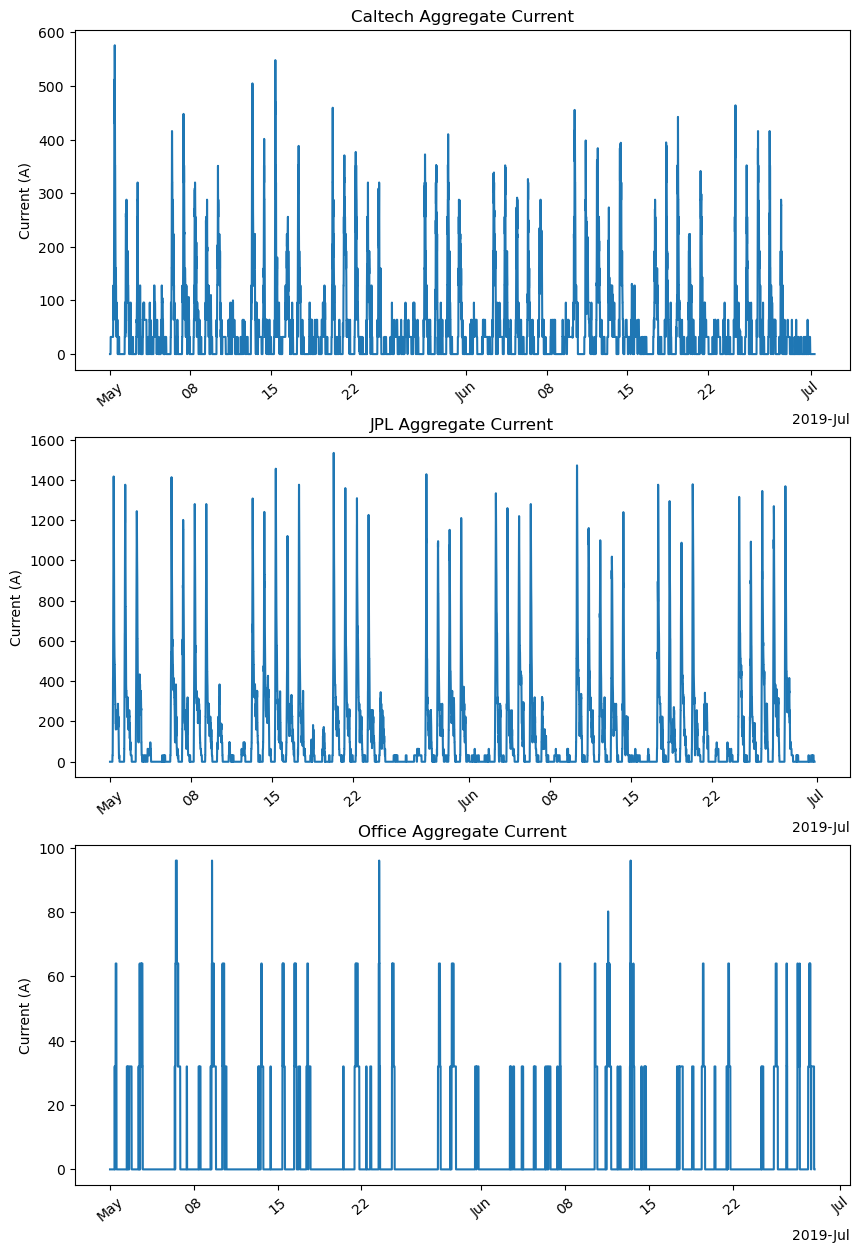 Caltech Aggregate Current
600
500
400
300
200
100
0
Current (A)
May 08 15 22 Jun 08 15 22 Jul
2019-Jul
JPL Aggregate Current
1600
1400
1200
1000
800
600
400
200
0
Current (A)
May 08 15 22 Jun 08 15 22 Jul
2019-Jul
Office Aggregate Current
100
80
60
40
20
0
Current (A)
May 08 15 22 Jun 08 15 22 Jul
2019-Jul